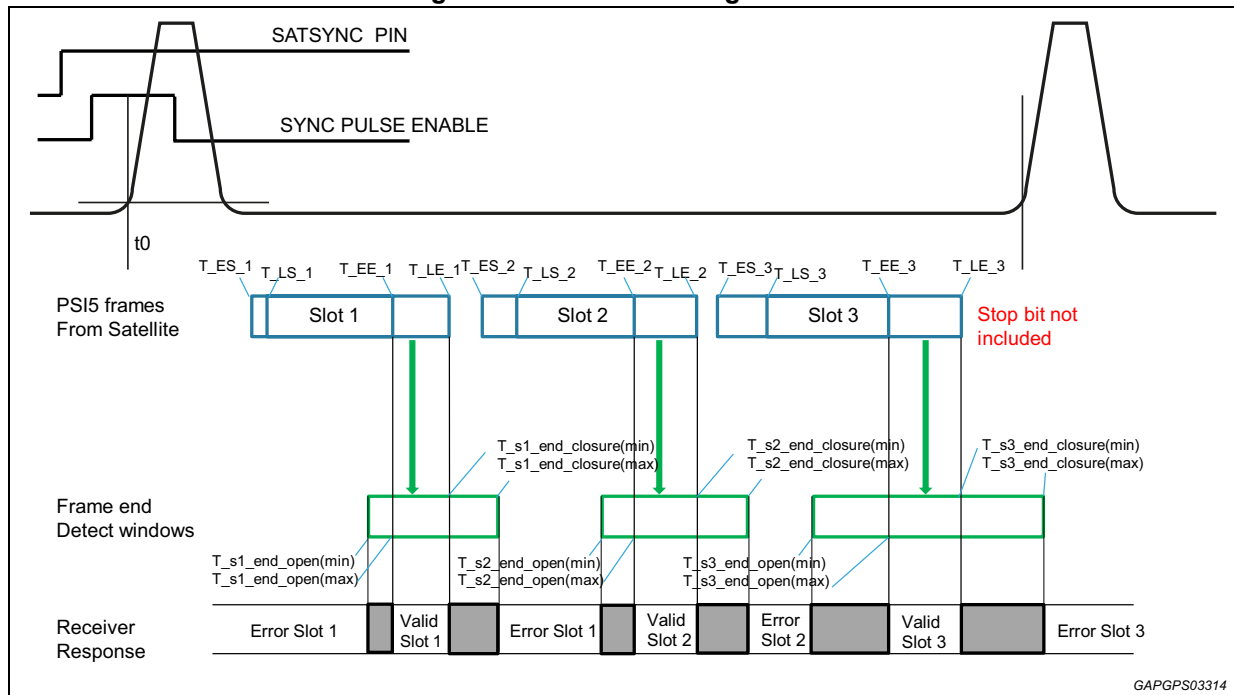 SATSYNC PIN
SYNC PULSE ENABLE
t0
T_ES_1
T_LS_1
T_EE_1
T_LE_1
T_ES_2
T_LS_2
T_EE_2
T_LE_2
T_ES_3
T_LS_3
T_EE_3
T_LE_3
PSI5 frames
From Satellite
Slot 1
Slot 2
Slot 3
Stop bit not
included
T_s1_end_closure(min)
T_s1_end_closure(max)
T_s2_end_closure(min)
T_s2_end_closure(max)
T_s3_end_closure(min)
T_s3_end_closure(max)
Frame end
Detect windows
T_s1_end_open(min)
T_s1_end_open(max)
T_s2_end_open(min)
T_s2_end_open(max)
T_s3_end_open(min)
T_s3_end_open(max)
Receiver
Response
Error Slot 1
Valid
Slot 1
Error Slot 1
Valid
Slot 2
Error
Slot 2
Valid
Slot 3
Error Slot 3
GAPGPS03314